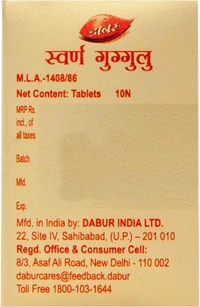 डाबर
स्वर्ण गुग्गुलु
M.L.A.-1408/86
Net Content: Tablets 10N
MRP Rs.
ind., of
all taxes
Batch
Mfd.
Exp.
Mfd. in India by: DABUR INDIA LTD.
22, Site IV, Sahibabad, (U.P.) – 201 010
Regd. Office & Consumer Cell:
8/3, Asaf Ali Road, New Delhi - 110 002
daburcares@feedback.dabur
Toll Free 1800-103-1644